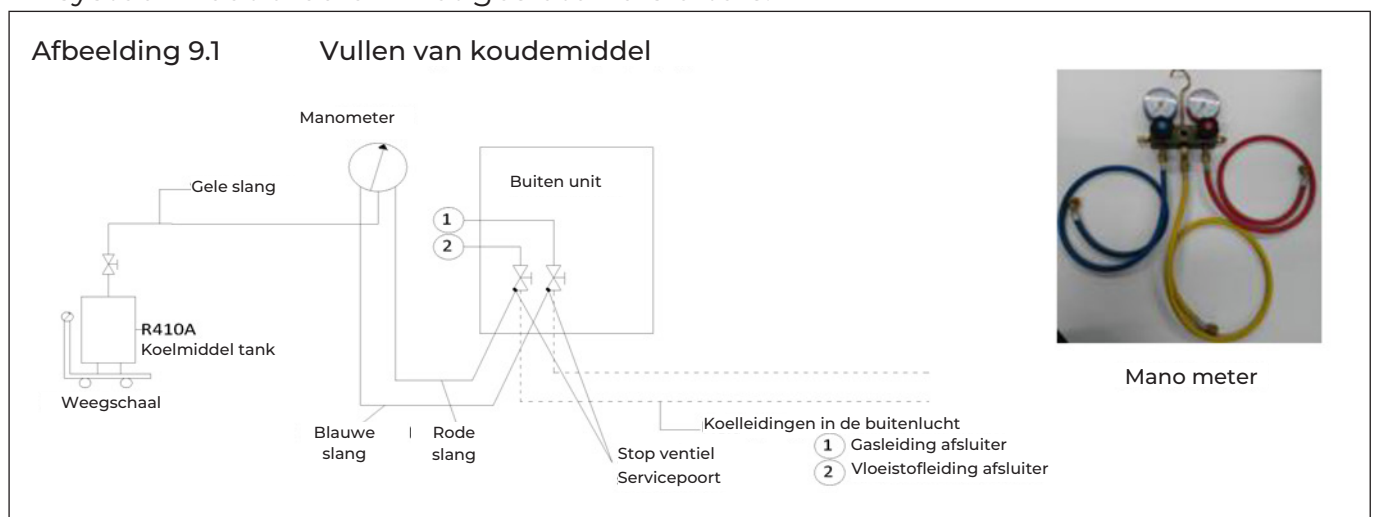 Afbeelding 9.1 Vullen van koudemiddel
Manometer
Gele slang
Buiten unit
1
2
R410A
Koelmiddel tank
Weegschaal
Mano meter
Blauwe
slang
Rode
slang
Koelleidingen in de buitenlucht
1 Gasleiding afsluiter
2 Vloeistofleiding afsluiter
Stop ventiel
Servicepoort